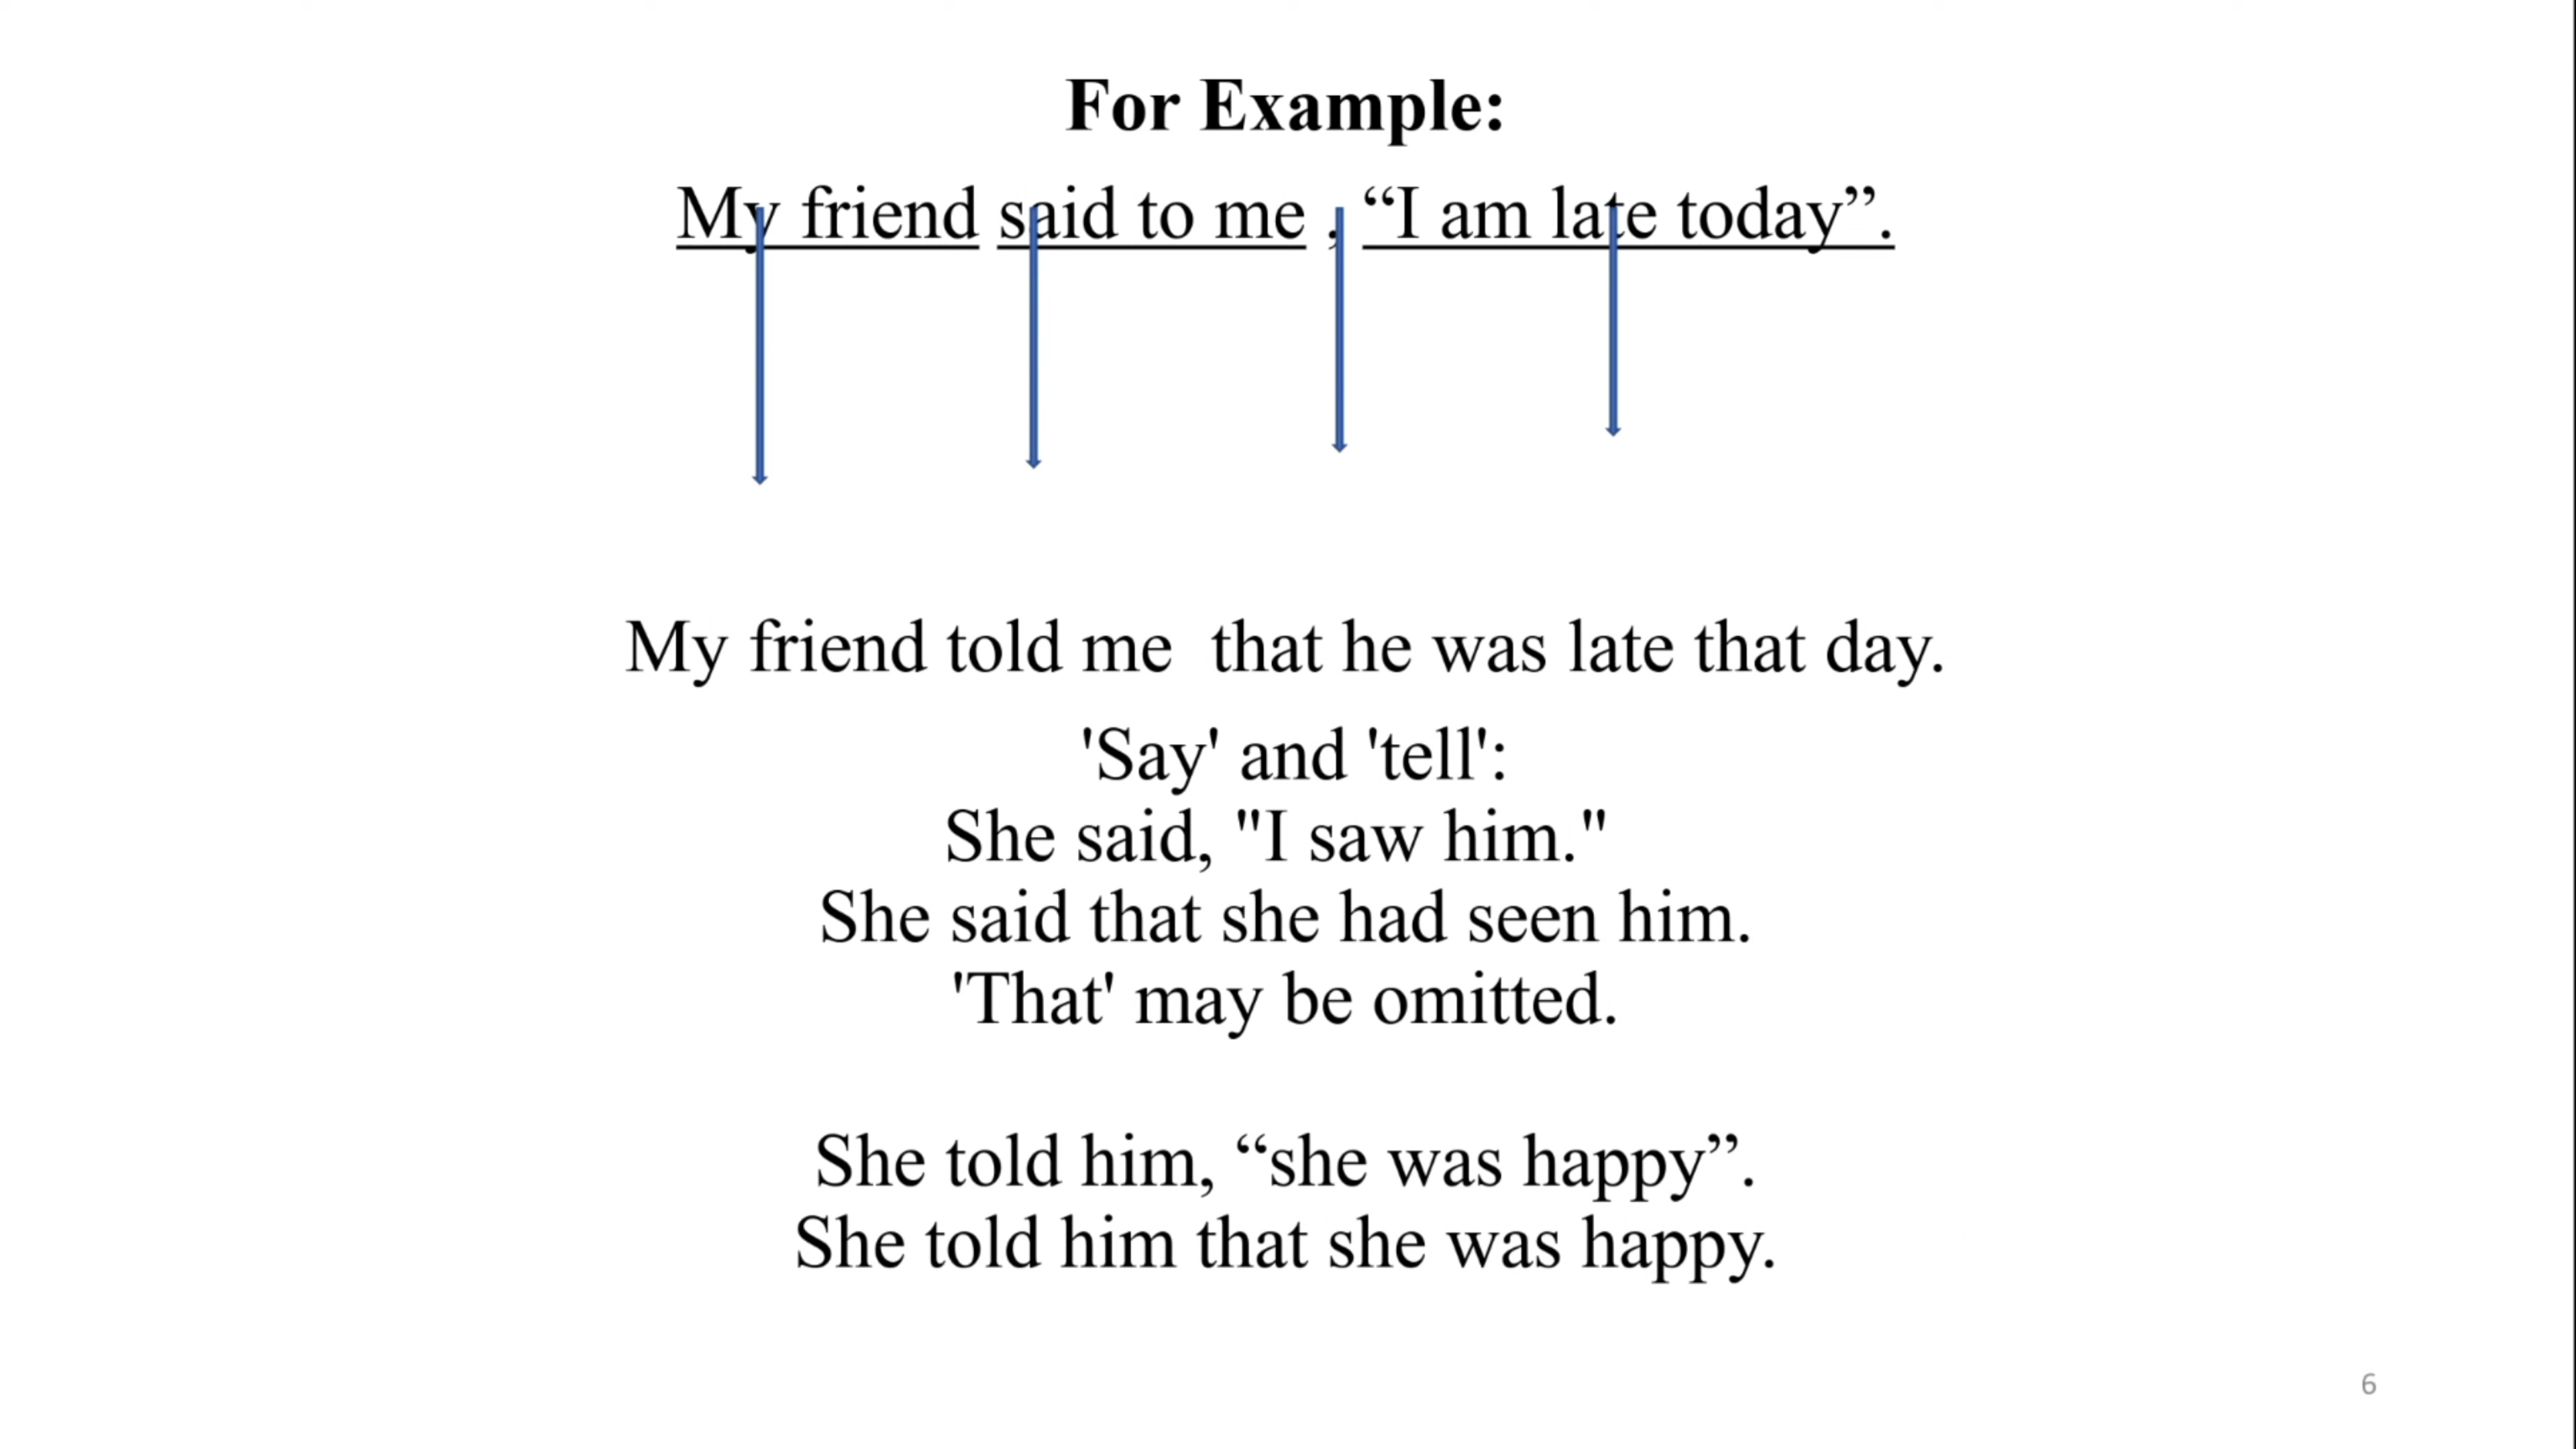 For Example:
My friend said to me , “I am late today”.
My friend told me  that he was late that day.
'Say' and 'tell':
She said, "I saw him."
She said that she had seen him.
'That' may be omitted.
She told him, “she was happy”.
She told him that she was happy.
6